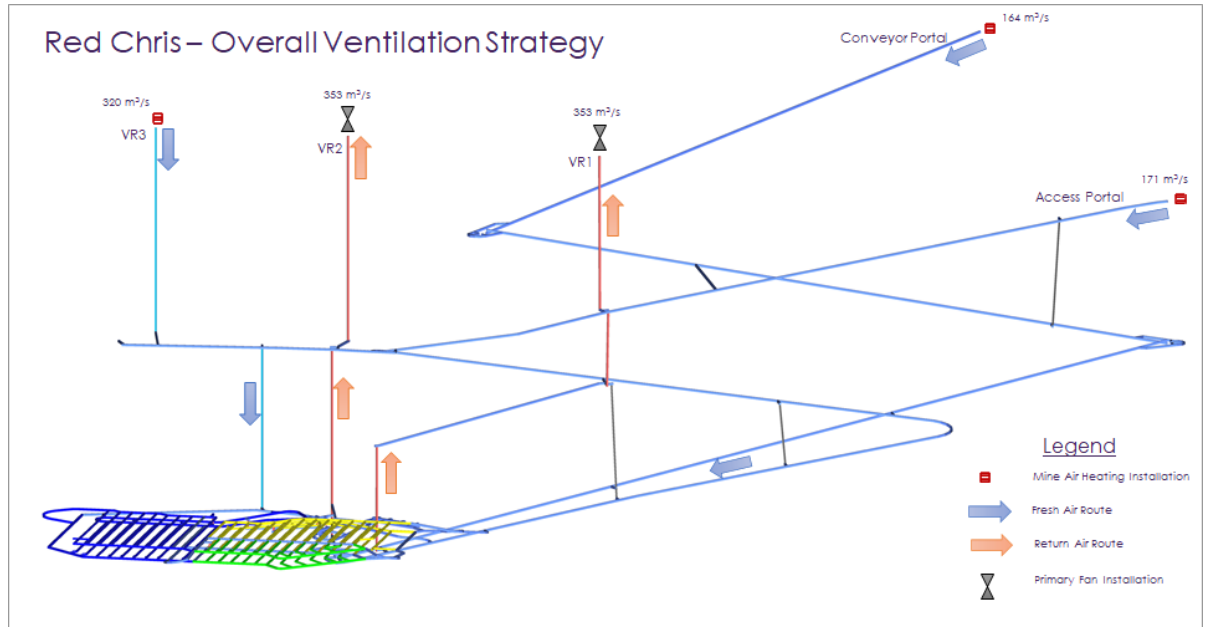 Red Chris – Overall Ventilation Strategy
164 m³/s
Conveyor Portal
320 m³/s
353 m³/s
353 m³/s
VR3
VR2
VR1
171 m³/s
Access Portal
Legend
Mine Air Heating Installation
Fresh Air Route
Return Air Route
Primary Fan Installation